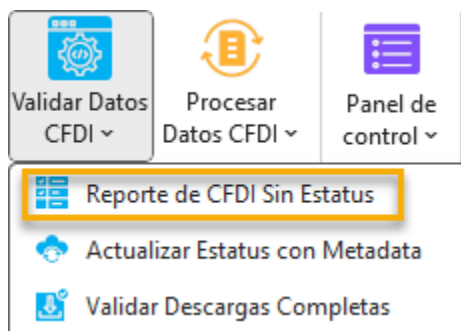 Validar Datos
CFDI
Procesar
Datos CFDI
Panel de
control
Reporte de CFDI Sin Estatus
Actualizar Estatus con Metadata
Validar Descargas Completas